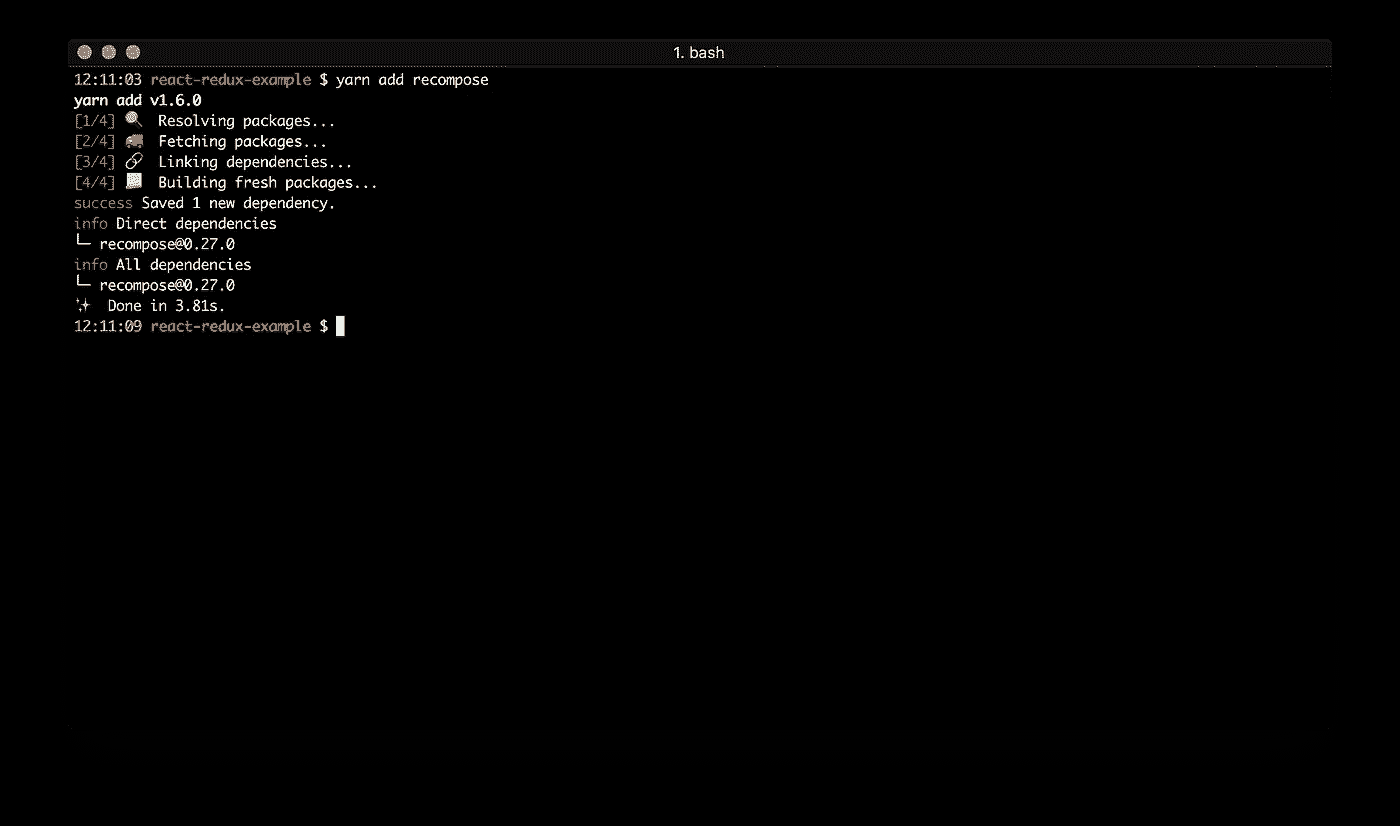 1. bash
12:11:03 react-redux-example $ yarn add recompose
yarn add v1.6.0
[1/4] 🔍 Resolving packages...
[2/4] 🚚 Fetching packages...
[3/4] 🔗 Linking dependencies...
[4/4] 📃 Building fresh packages...
success Saved 1 new dependency.
info Direct dependencies
└─ recompose@0.27.0
info All dependencies
└─ recompose@0.27.0
✨ Done in 3.81s.
12:11:09 react-redux-example $